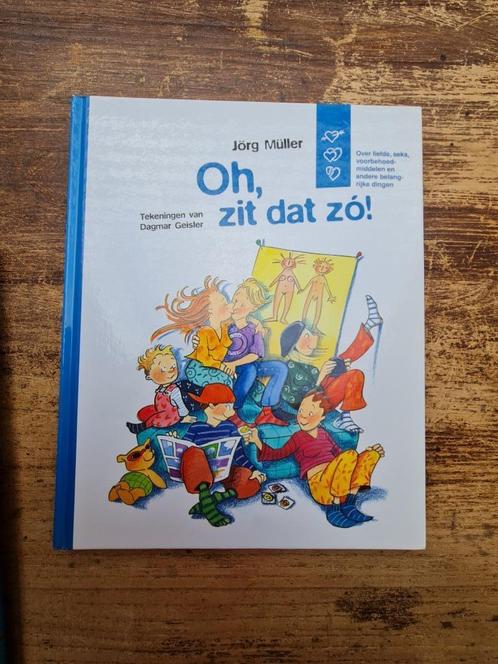 Jörg Müller
Oh,
zit dat zó!
Tekeningen van
Dagmar Geisler
Over liefde, seks,
voorbehoed-
middelen en
andere belang-
rijke dingen